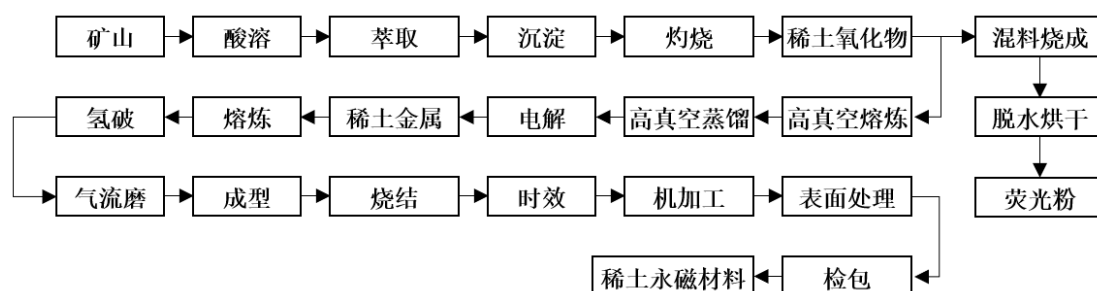 矿山
酸溶
萃取
沉淀
灼烧
稀土氧化物
混料烧成
氢破
熔炼
稀土金属
电解
高真空蒸馏
高真空熔炼
脱水烘干
气流磨
成型
烧结
时效
机加工
表面处理
荧光粉
稀土永磁材料
检包